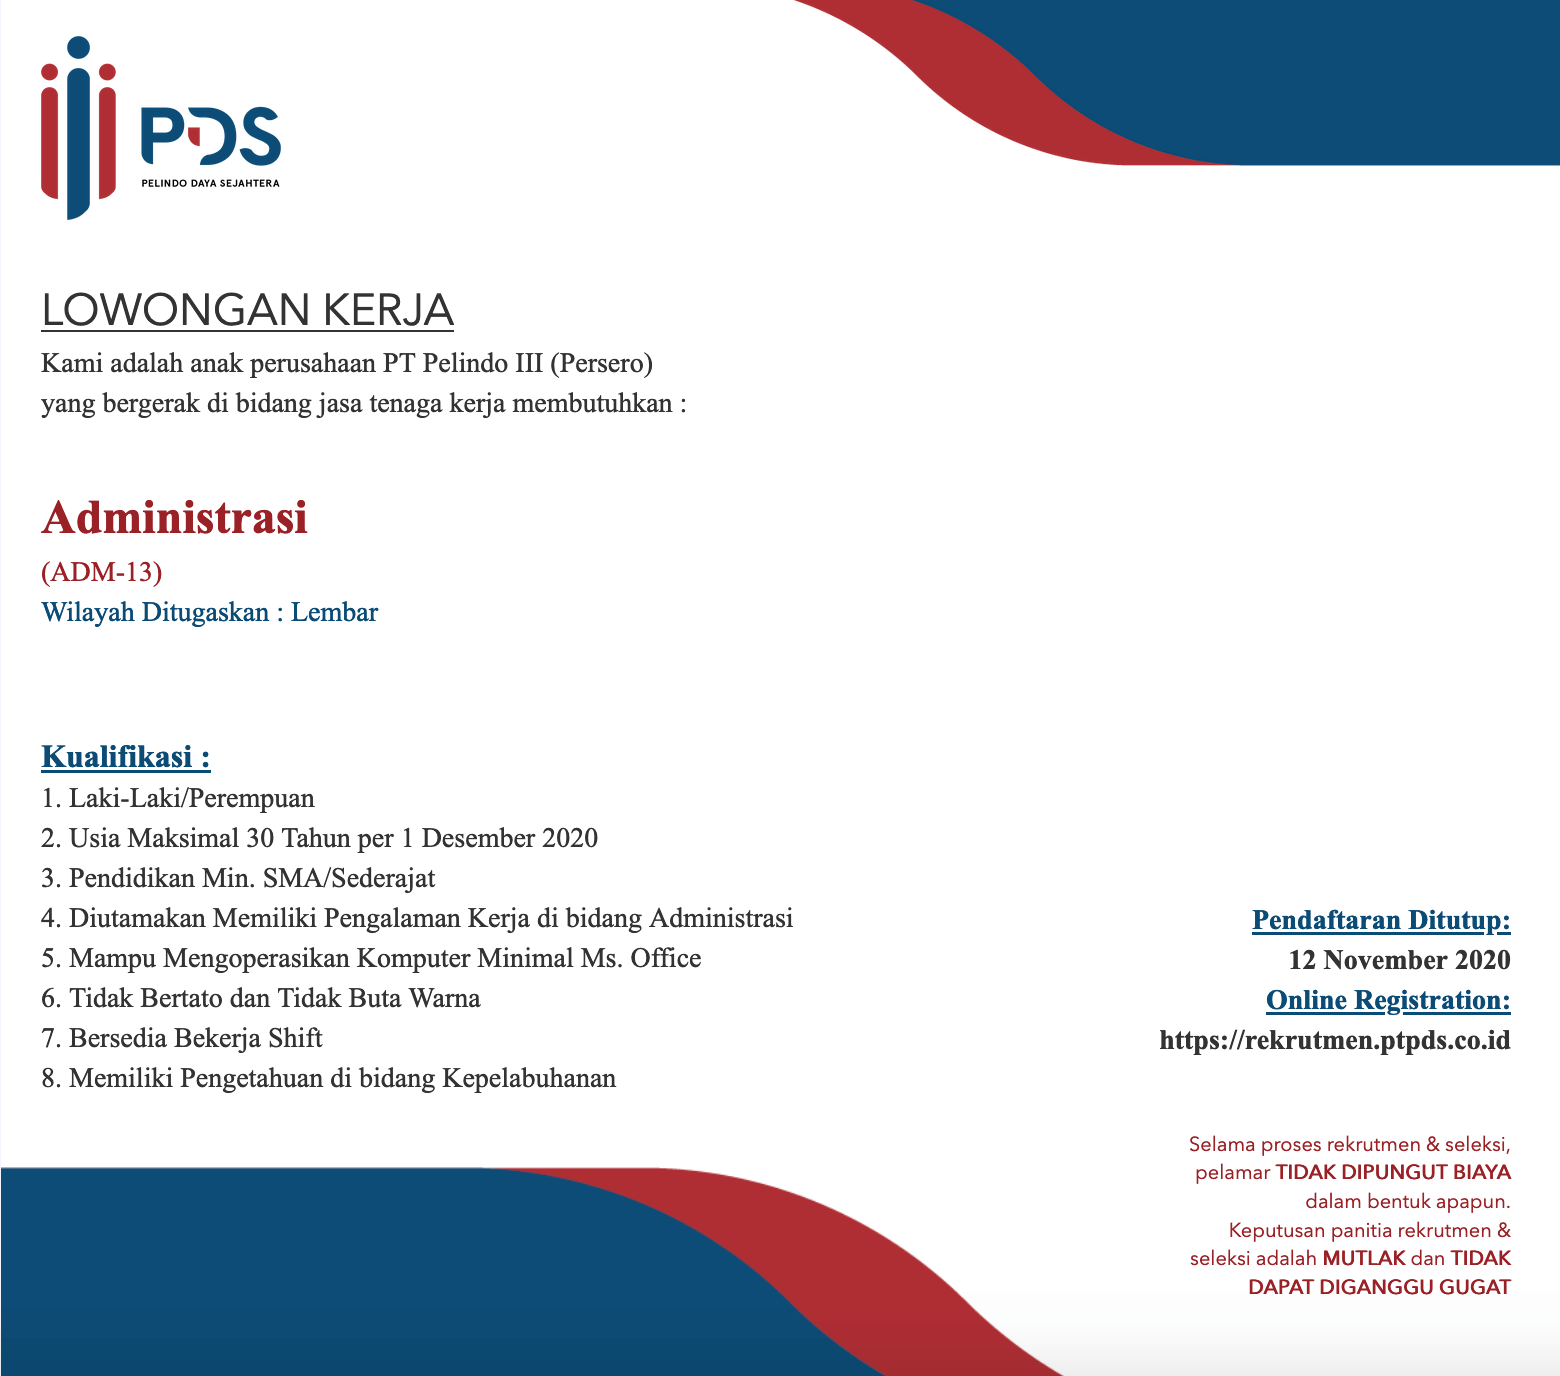 PDS
PELINDO DAYA SEJAHTERA
LOWONGAN KERJA
Kami adalah anak perusahaan PT Pelindo III (Persero)
yang bergerak di bidang jasa tenaga kerja membutuhkan :
Administrasi
(ADM-13)
Wilayah Ditugaskan : Lembar
Kualifikasi :
1. Laki-Laki/Perempuan
2. Usia Maksimal 30 Tahun per 1 Desember 2020
3. Pendidikan Min. SMA/Sederajat
4. Diutamakan Memiliki Pengalaman Kerja di bidang Administrasi
5. Mampu Mengoperasikan Komputer Minimal Ms. Office
6. Tidak Bertato dan Tidak Buta Warna
7. Bersedia Bekerja Shift
8. Memiliki Pengetahuan di bidang Kepelabuhanan
Pendaftaran Ditutup:
12 November 2020
Online Registration:
https://rekrutmen.ptpds.co.id
Selama proses rekrutmen & seleksi,
pelamar TIDAK DIPUNGUT BIAYA
dalam bentuk apapun.
Keputusan panitia rekrutmen &
seleksi adalah MUTLAK dan TIDAK
DAPAT DIGANGGU GUGAT